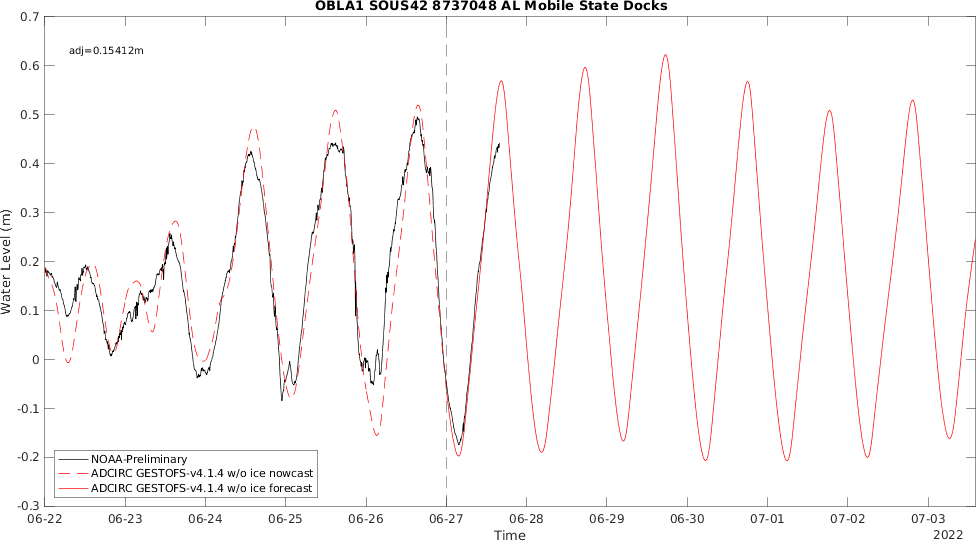 OBLA1 SOUS42 8737048 AL Mobile State Docks
0.7
adj=0.15412m
0.6
0.5
0.4
0.3
0.2
0.1
0
-0.1
-0.2
-0.3
Water Level (m)
NOAA-Preliminary
ADCIRC GESTOFS-v4.1.4 w/o ice nowcast
ADCIRC GESTOFS-v4.1.4 w/o ice forecast
06-22 06-23 06-24 06-25 06-26 06-27 06-28 06-29 06-30 07-01 07-02 07-03
Time
2022